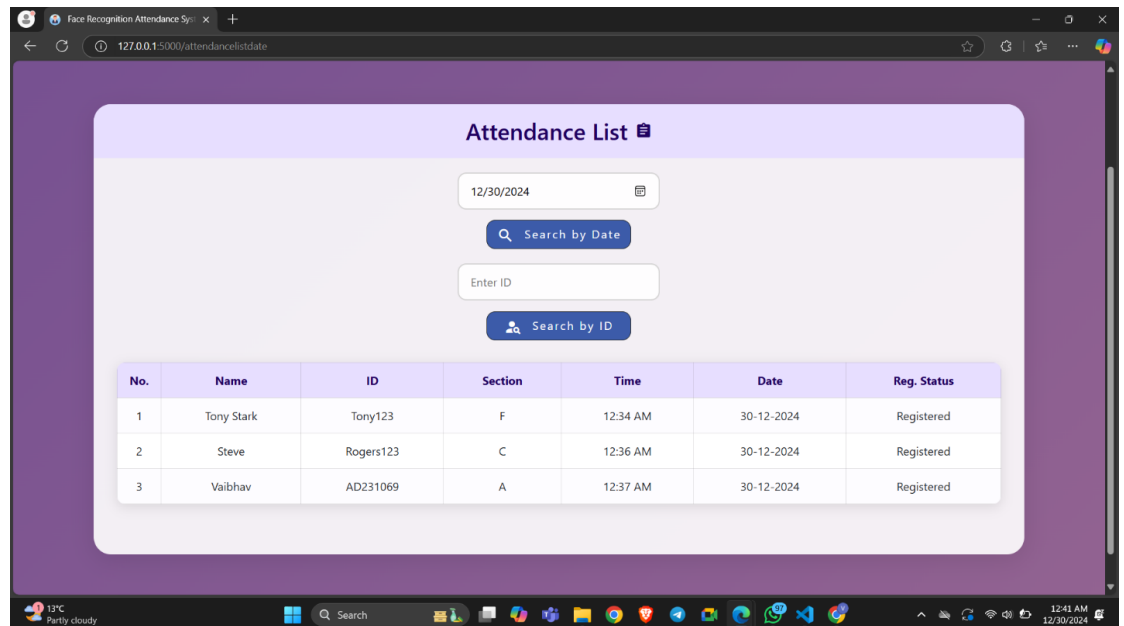 Face Recognition Attendance Sys
127.0.0.1:5000/attendancelistdate
Attendance List
12/30/2024
Search by Date
Enter ID
Search by ID
No. Name ID Section Time Date Reg. Status
1 Tony Stark Tony123 F 12:34 AM 30-12-2024 Registered
2 Steve Rogers123 C 12:36 AM 30-12-2024 Registered
3 Vaibhav AD231069 A 12:37 AM 30-12-2024 Registered
1 13°C
Partly cloudy
Search
97
12:41 AM
12/30/2024